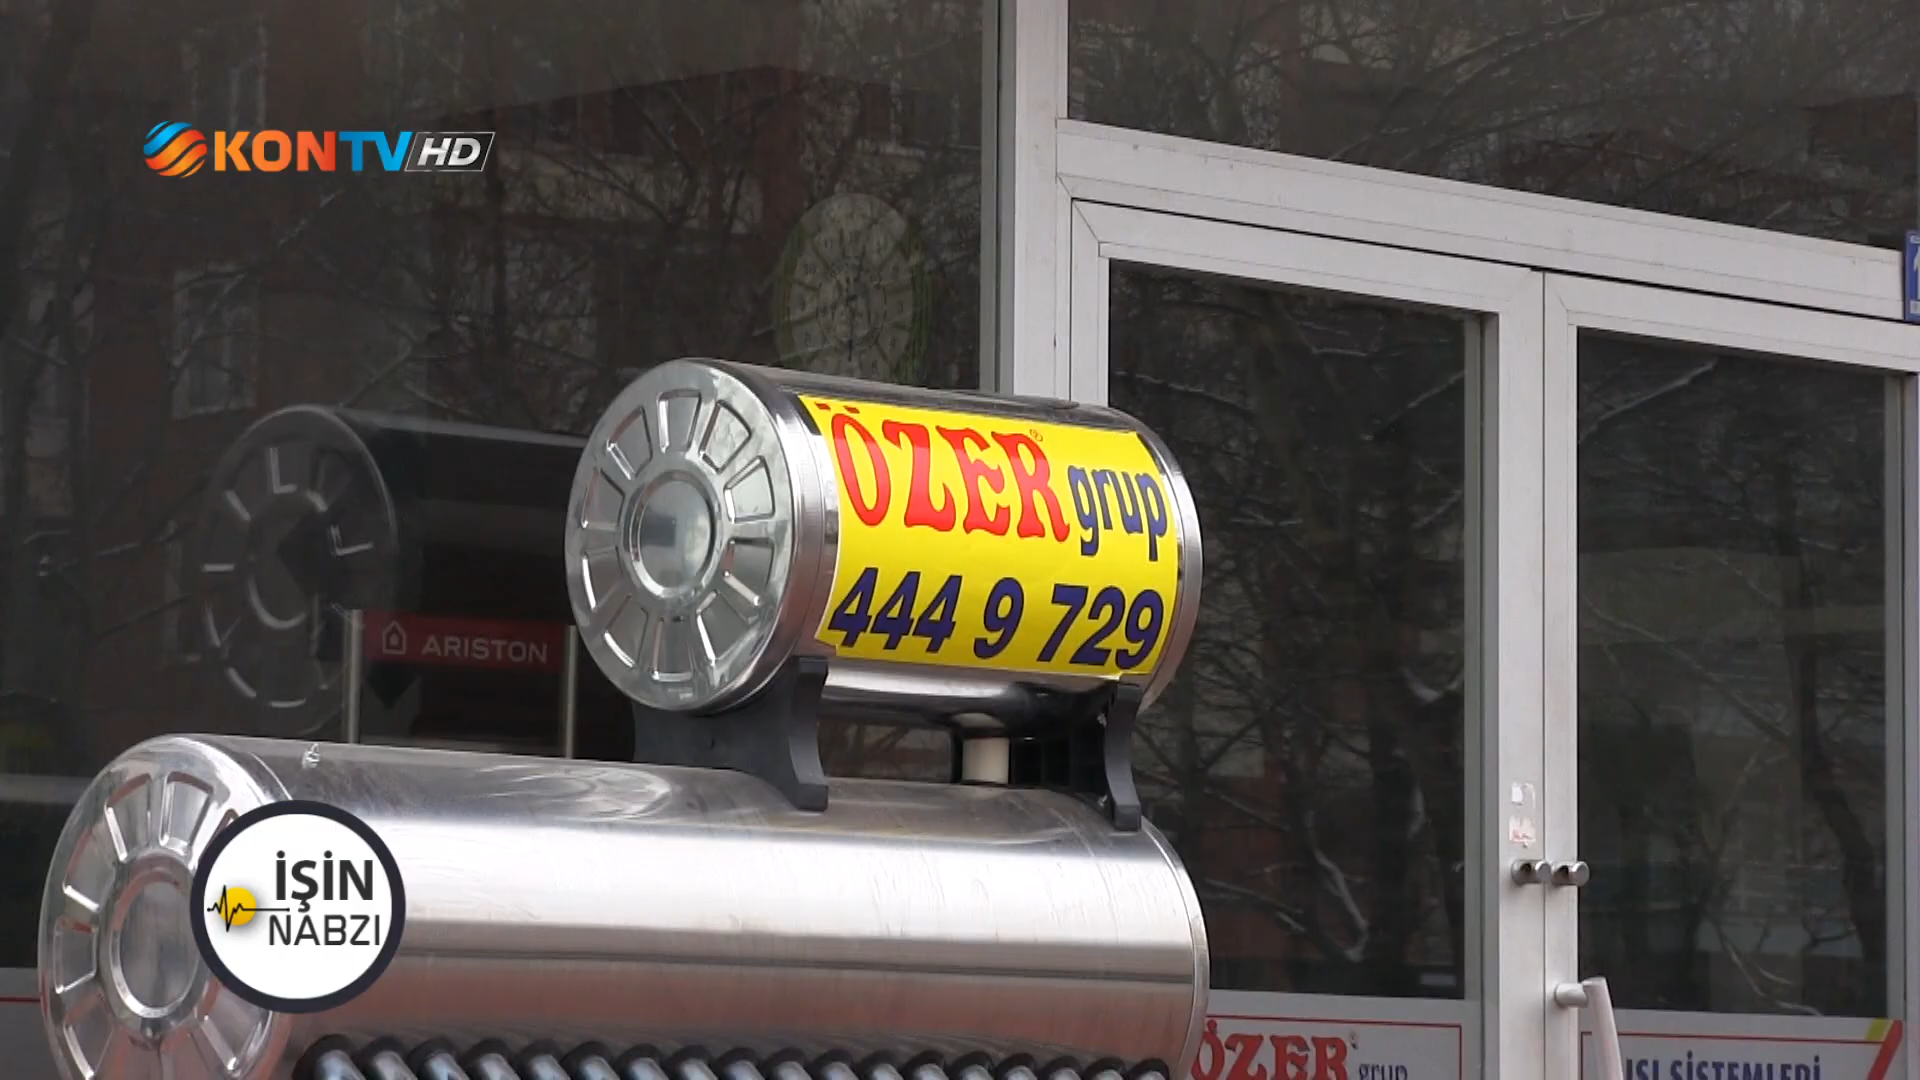 KONTV HD
ÖZER® grup
444 9 729
ARISTON
İŞİN
NABZI
ÖZER® grup
ISI SİSTEMLERİ